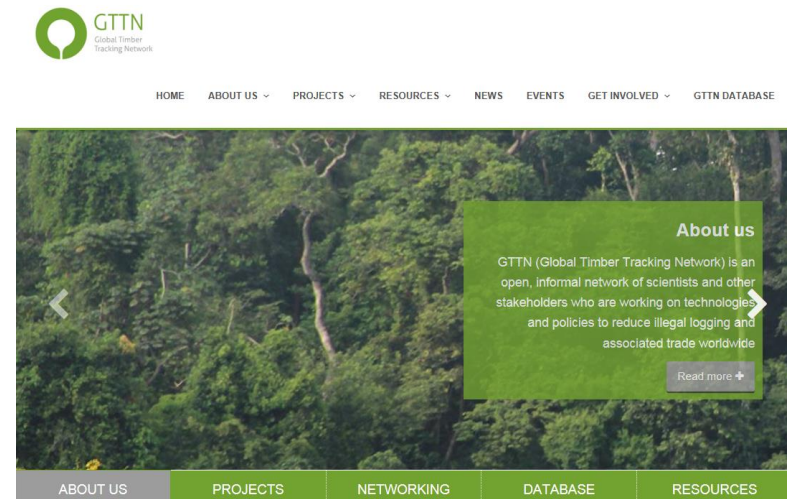 GTTN
Global Timber
Tracking Network
HOME ABOUT US PROJECTS RESOURCES NEWS EVENTS GET INVOLVED GTTN DATABASE
About us
GTTN (Global Timber Tracking Network) is an
open, informal network of scientists and other
stakeholders who are working on technologies
and policies to reduce illegal logging and
associated trade worldwide
Read more +
ABOUT US PROJECTS NETWORKING DATABASE RESOURCES